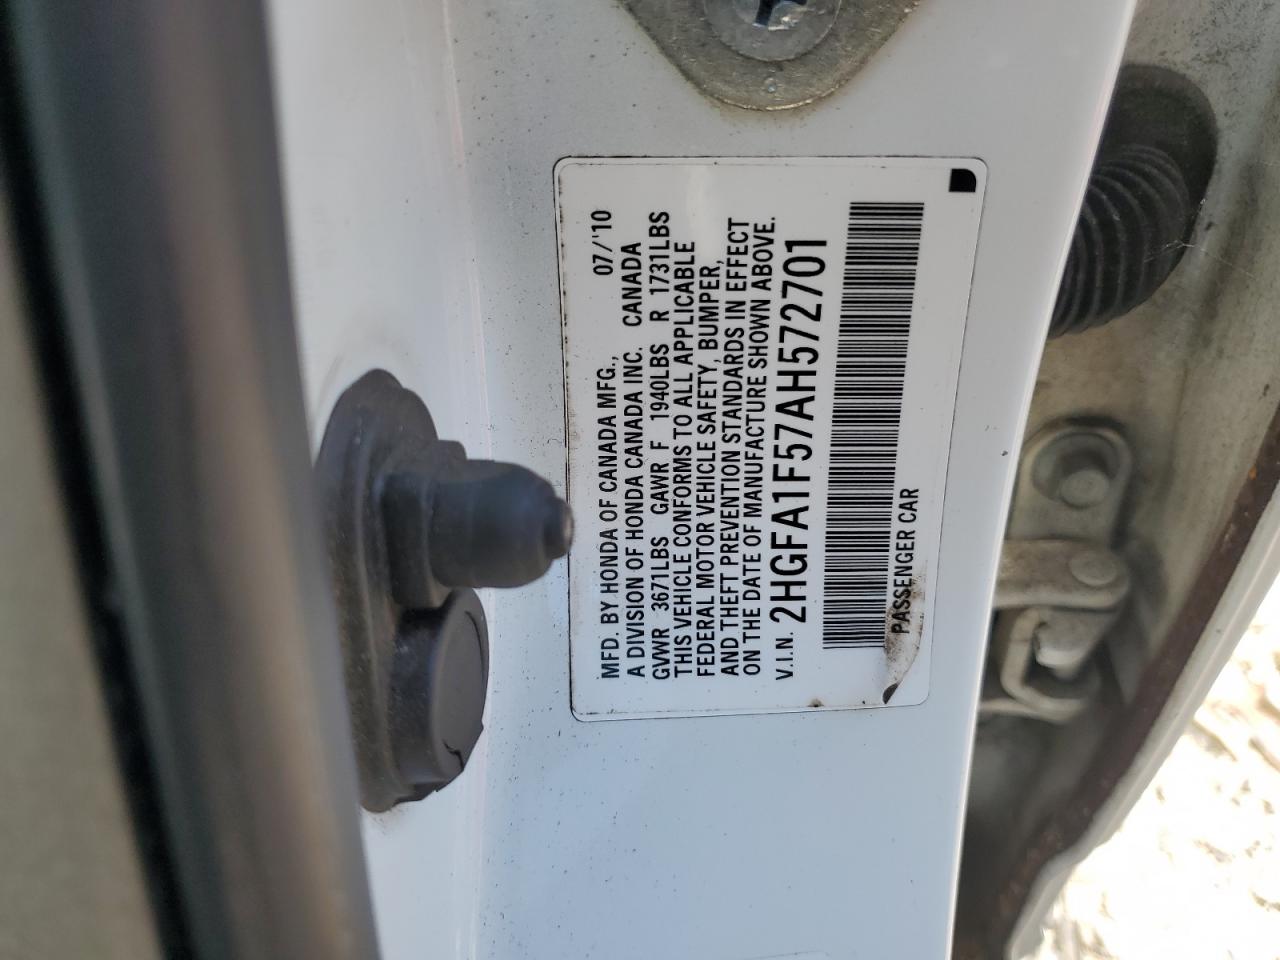 MFD. BY HONDA OF CANADA MFG., 07/'10
A DIVISION OF HONDA CANADA INC. CANADA
GVWR 3671LBS GAWR F 1940LBS R 1731LBS
THIS VEHICLE CONFORMS TO ALL APPLICABLE
FEDERAL MOTOR VEHICLE SAFETY, BUMPER,
AND THEFT PREVENTION STANDARDS IN EFFECT
ON THE DATE OF MANUFACTURE SHOWN ABOVE.
V.I.N. 2HGFA1F57AH572701
PASSENGER CAR